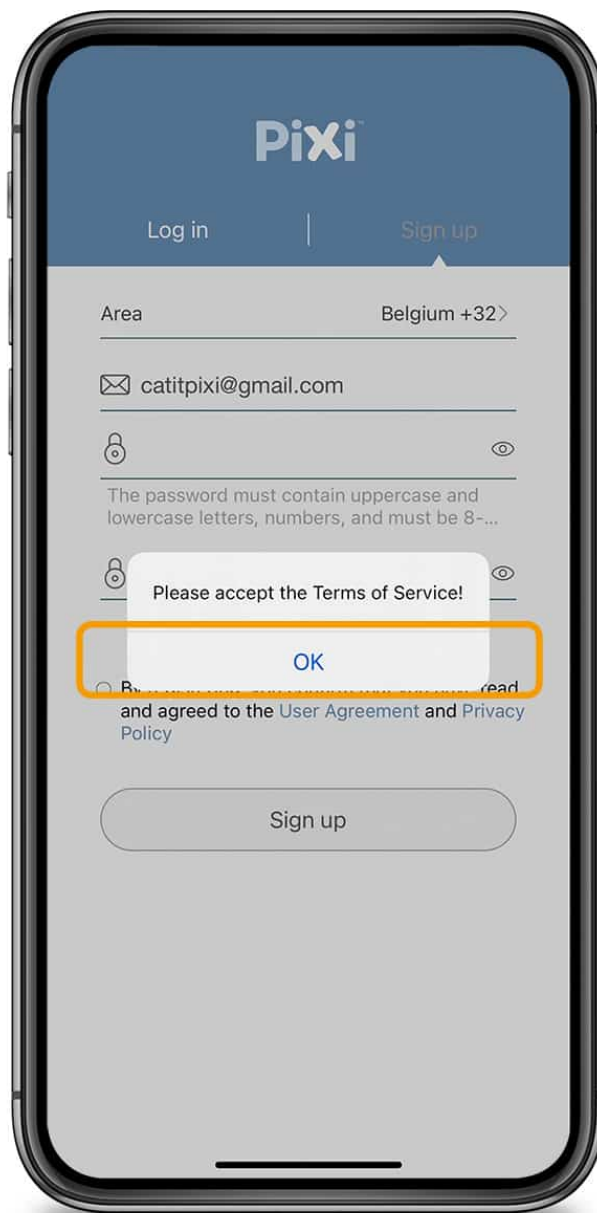 PiXi™
Log in | Sign up
Area Belgium +32>
catitpixi@gmail.com
The password must contain uppercase and
lowercase letters, numbers, and must be 8-...
Please accept the Terms of Service!
OK
read
and agreed to the User Agreement and Privacy
Policy
Sign up